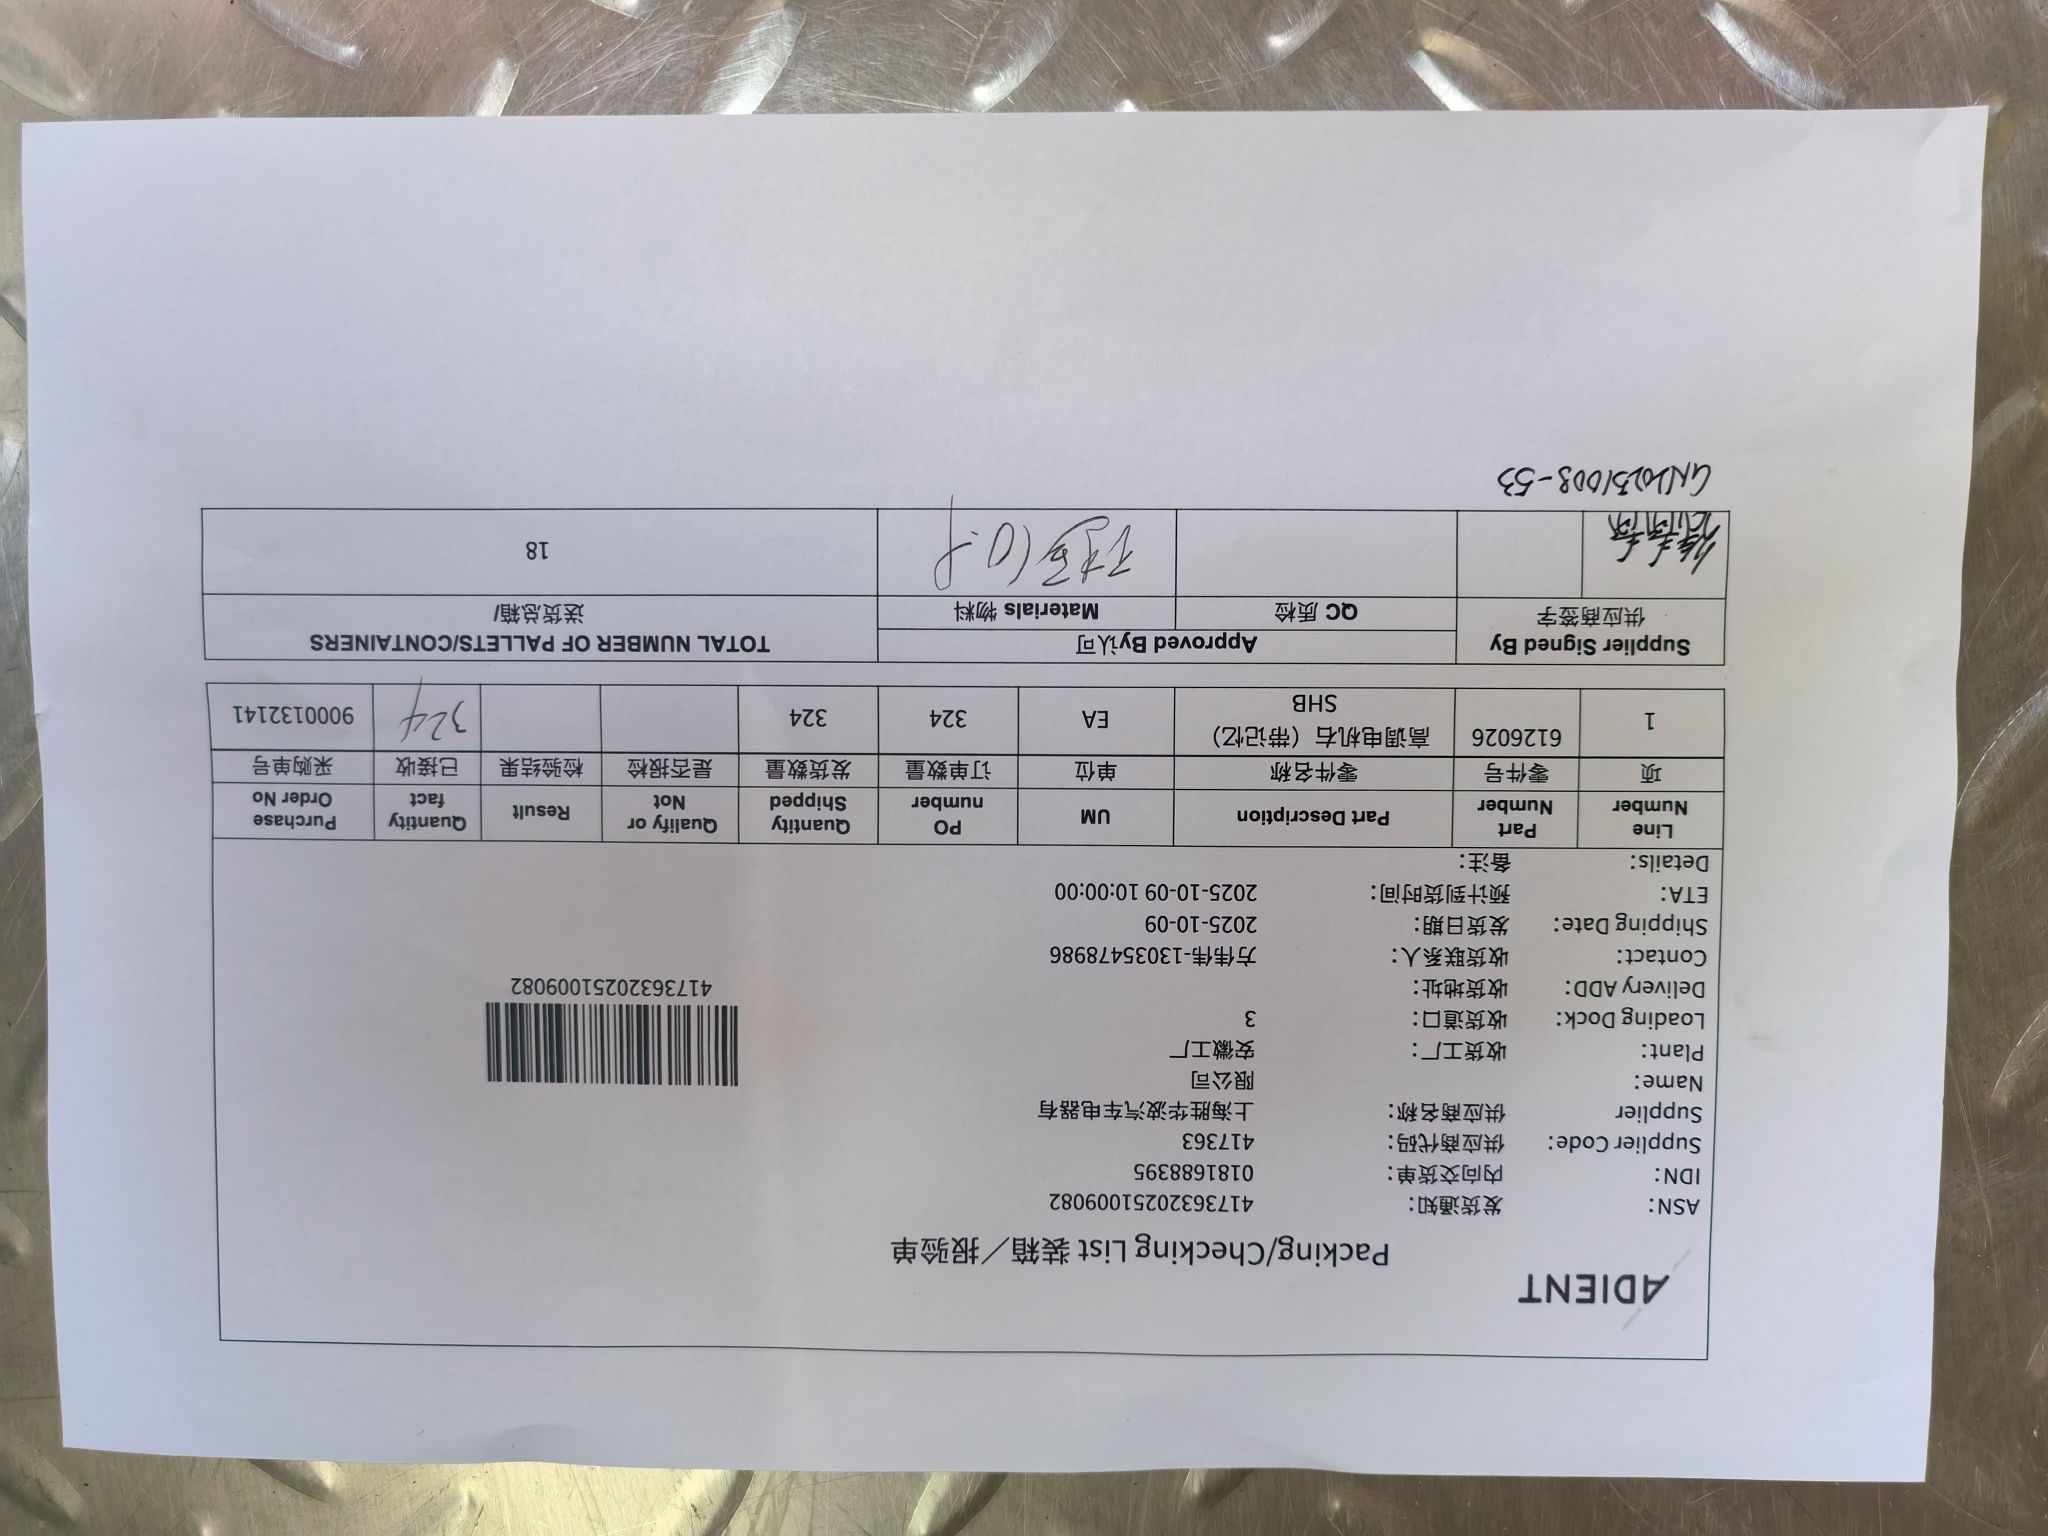 ADIENT
Packing/Checking List 装箱／报验单
ASN: 发货通知: 41736320251009082
IDN: 内向交货单: 0181688395
Supplier Code: 供应商代码: 417363
Supplier 供应商名称: 上海胜华波汽车电器有
Name: 限公司
Plant: 收货工厂: 安徽工厂
Loading Dock: 收货道口: 3
Delivery ADD: 收货地址:
Contact: 收货联系人: 方伟伟-13035478986
Shipping Date: 发货日期: 2025-10-09
ETA: 预计到货时间: 2025-10-09 10:00:00
Details: 备注:
41736320251009082
Line Number Part Number Part Description UM PO number Quantity Shipped Qualify or Not Result Quantity fact Purchase Order No
项 零件号 零件名称 单位 订单数量 发货数量 是否报检 检验结果 已接收 采购单号
1 6126026 高调电机右（带记忆） SHB EA 324 324 324 9000132141
Supplier Signed By Approved By认可 TOTAL NUMBER OF PALLETS/CONTAINERS
供应商签字 QC 质检 Materials 物料 送货总箱/
10.9 18
GN20251008-53